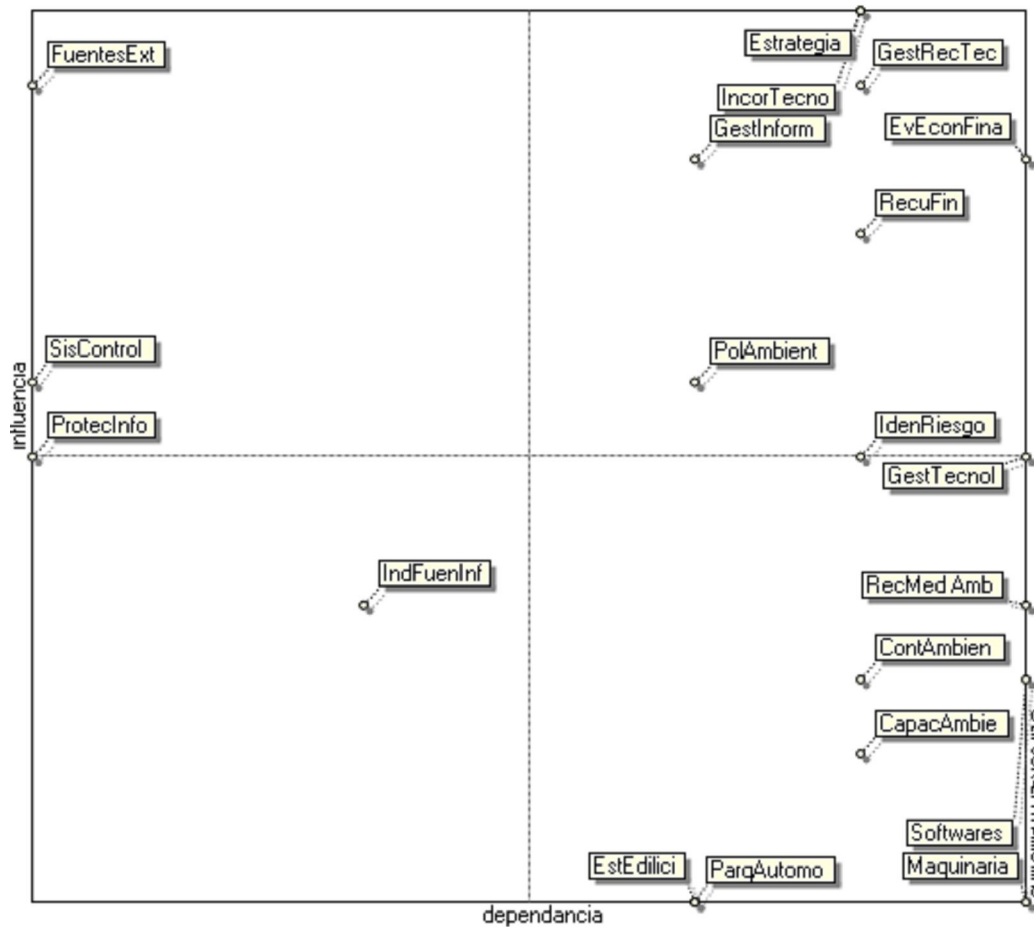 Estrategia
GestRecTec
FuentesExt
IncorTecno
GestInform
EvEconFina
RecuFin
SisControl
PolAmbient
influencia
ProtecInfo
IdenRiesgo
GestTecnol
IndFuenInf
RecMed.Amb
ContAmbien
CapacAmbie
Softwares
EstEdilici
ParqAutomo
Maquinaria
dependancia